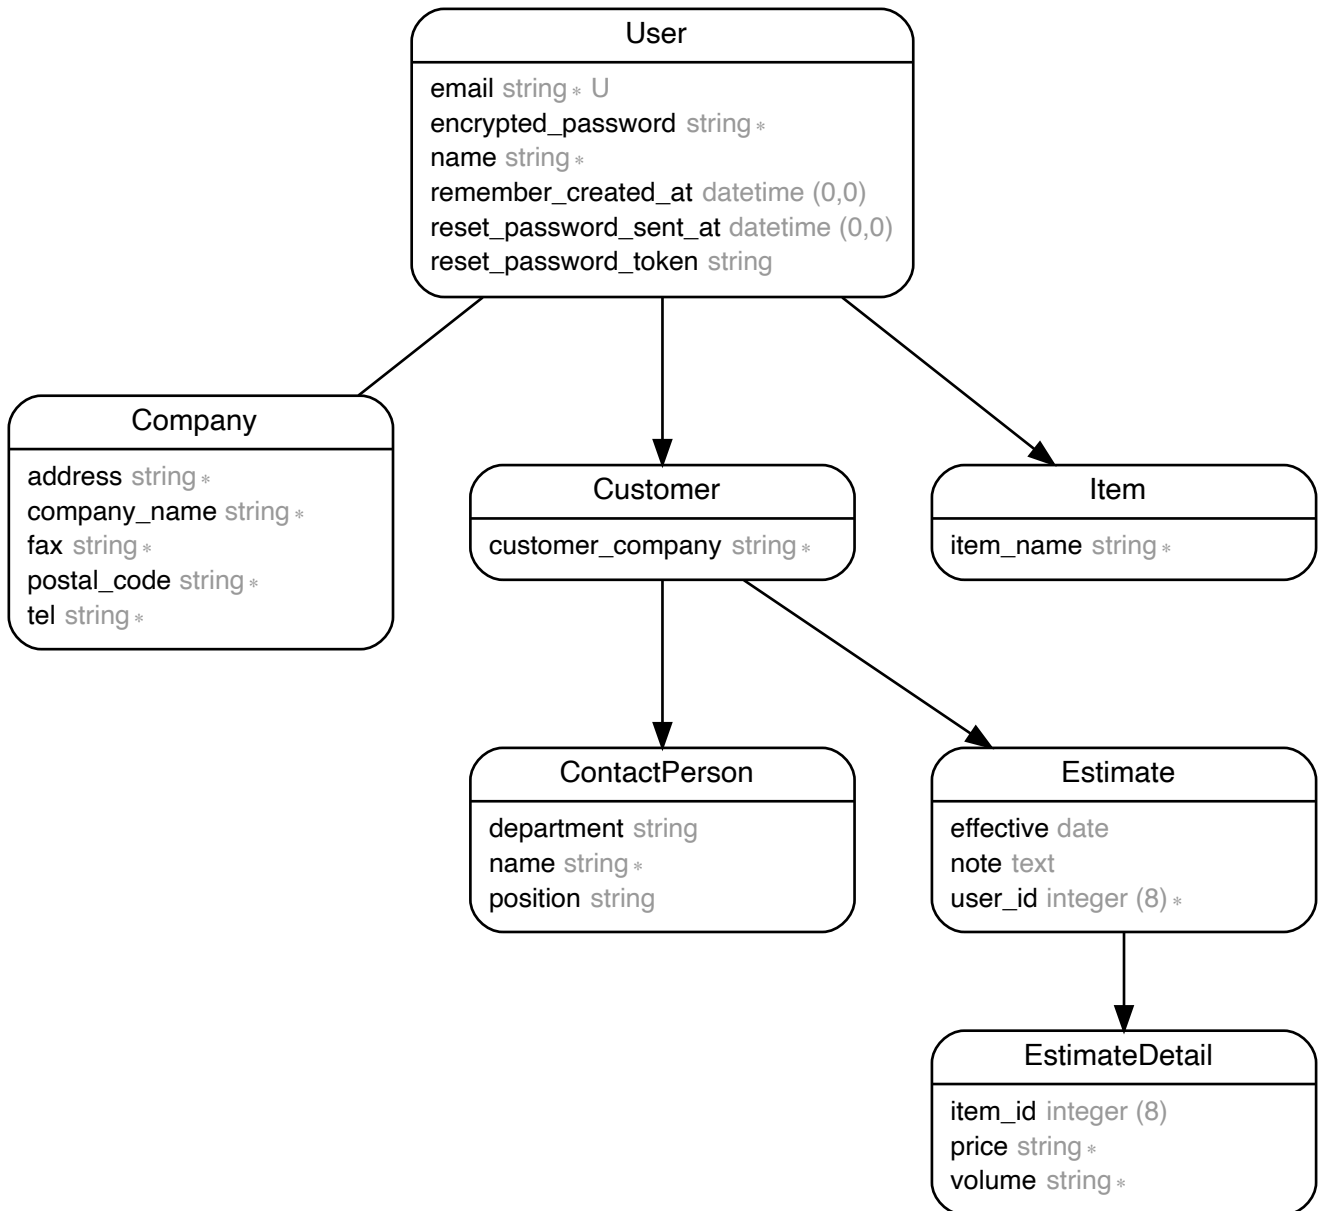 User
email string * U
encrypted_password string *
name string *
remember_created_at datetime (0,0)
reset_password_sent_at datetime (0,0)
reset_password_token string
Company
address string *
company_name string *
fax string *
postal_code string *
tel string *
Customer
customer_company string *
Item
item_name string *
ContactPerson
department string
name string *
position string
Estimate
effective date
note text
user_id integer (8) *
EstimateDetail
item_id integer (8)
price string *
volume string *